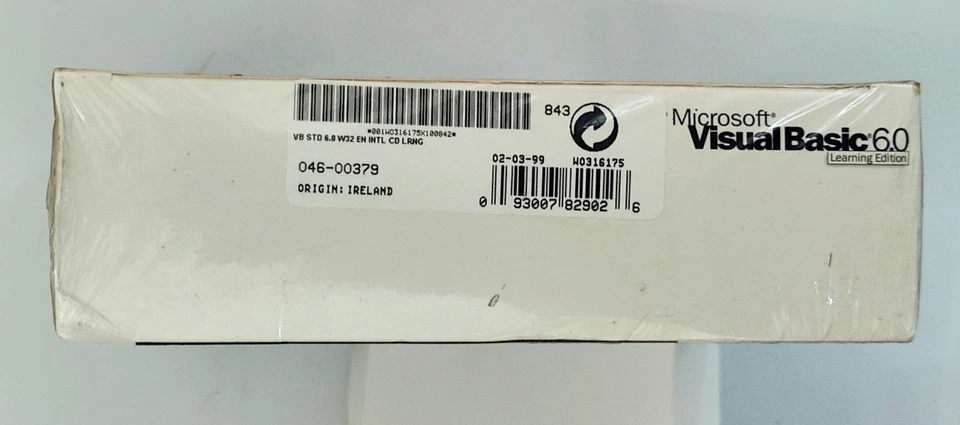 *001W0316175X100842*
VB STD 6.0 W32 EN INTL CD LRNG
046-00379
ORIGIN: IRELAND
843
02-03-99 W0316175
0 93007 82902 6
Microsoft®
Visual Basic® 6.0
Learning Edition